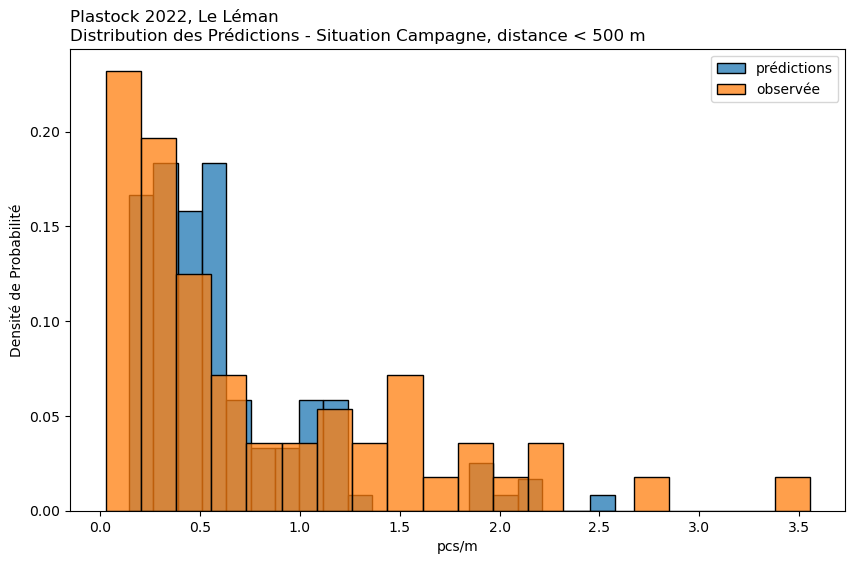 Plastock 2022, Le Léman
Distribution des Prédictions - Situation Campagne, distance < 500 m
prédictions
observée
Densité de Probabilité
0.20
0.15
0.10
0.05
0.00
0.0 0.5 1.0 1.5 2.0 2.5 3.0 3.5
pcs/m